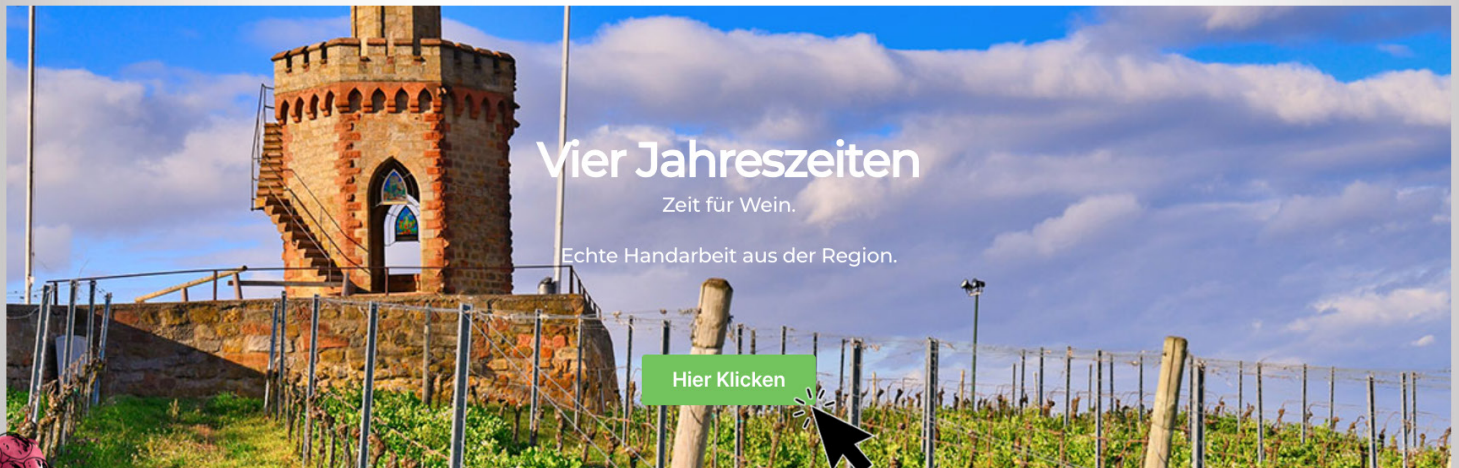 Vier Jahreszeiten
Zeit für Wein.
Echte Handarbeit aus der Region.
Hier Klicken